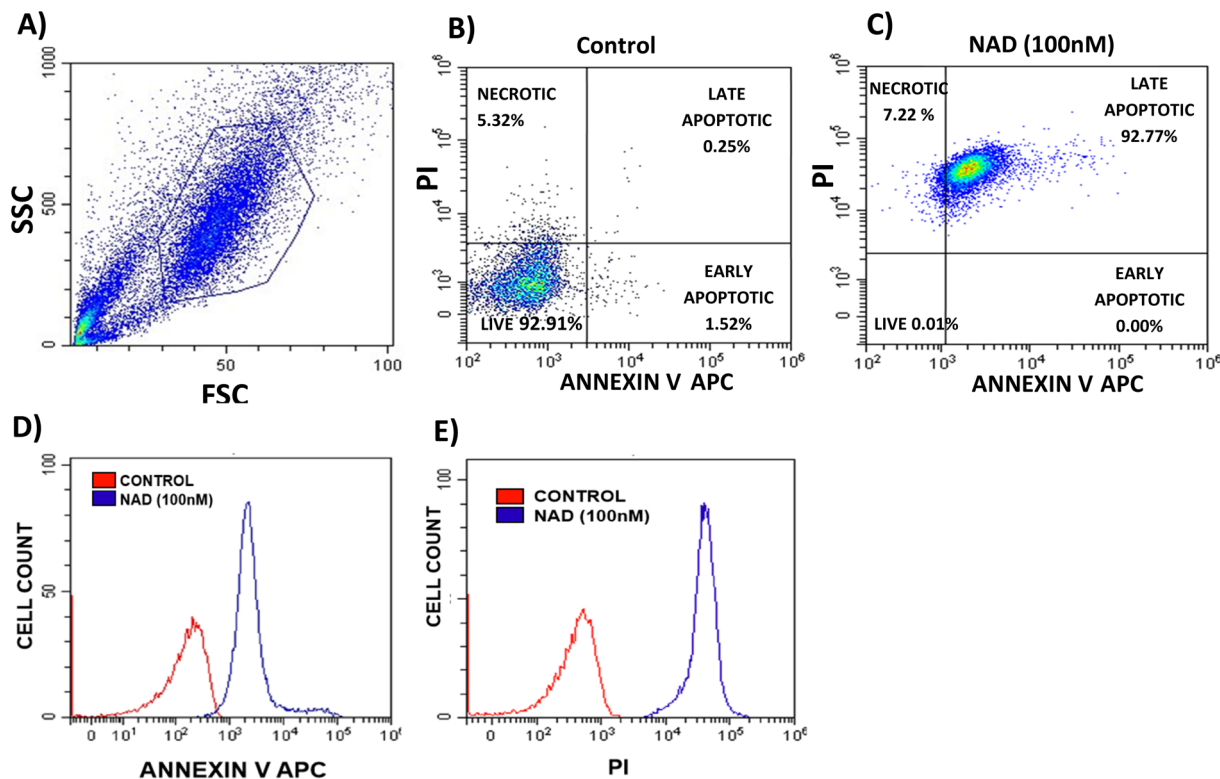 A)
1000
500
0
SSC
50
100
FSC
B)
Control
10^6
10^5
10^4
10^3
0
PI
NECROTIC
5.32 %
LATE
APOPTOTIC
0.25%
EARLY
APOPTOTIC
1.52%
LIVE 92.91%
10^2
10^3
10^4
10^5
10^6
ANNEXIN V APC
C)
NAD (100nM)
10^6
10^5
10^4
10^3
0
PI
NECROTIC
7.22 %
LATE
APOPTOTIC
92.77%
EARLY
APOPTOTIC
0.00%
LIVE 0.01%
10^2
10^3
10^4
10^5
10^6
ANNEXIN V APC
D)
CONTROL
NAD (100nM)
100
50
0
CELL COUNT
0
10^1
10^2
10^3
10^4
10^5
ANNEXIN V APC
E)
CONTROL
NAD (100nM)
100
0
CELL COUNT
0
10^2
10^3
10^4
10^5
10^6
PI